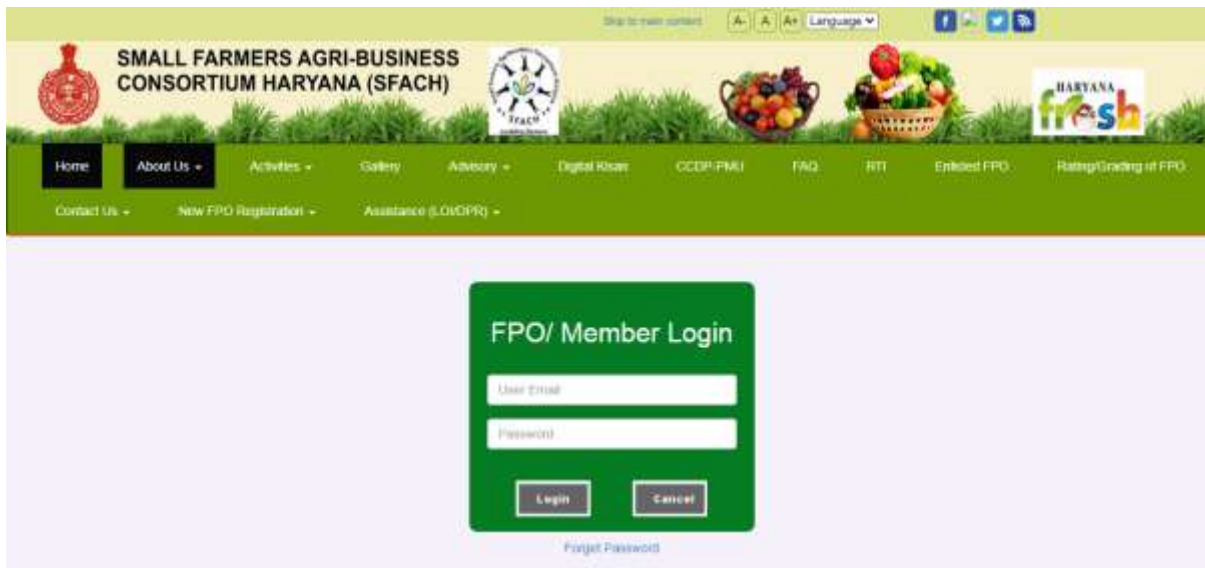 Skip to main content A- A A+ Language
SMALL FARMERS AGRI-BUSINESS
CONSORTIUM HARYANA (SFACH)
SFACH
HARYANA
fresh
Home About Us Activities Gallery Advisory Digital Kisan CCDP-PMU FAQ RTI Enlisted FPO Rating/Grading of FPO
Contact Us New FPO Registration Assistance (LOI/DPR)
FPO/ Member Login
User Email
Password
Login Cancel
Forget Password